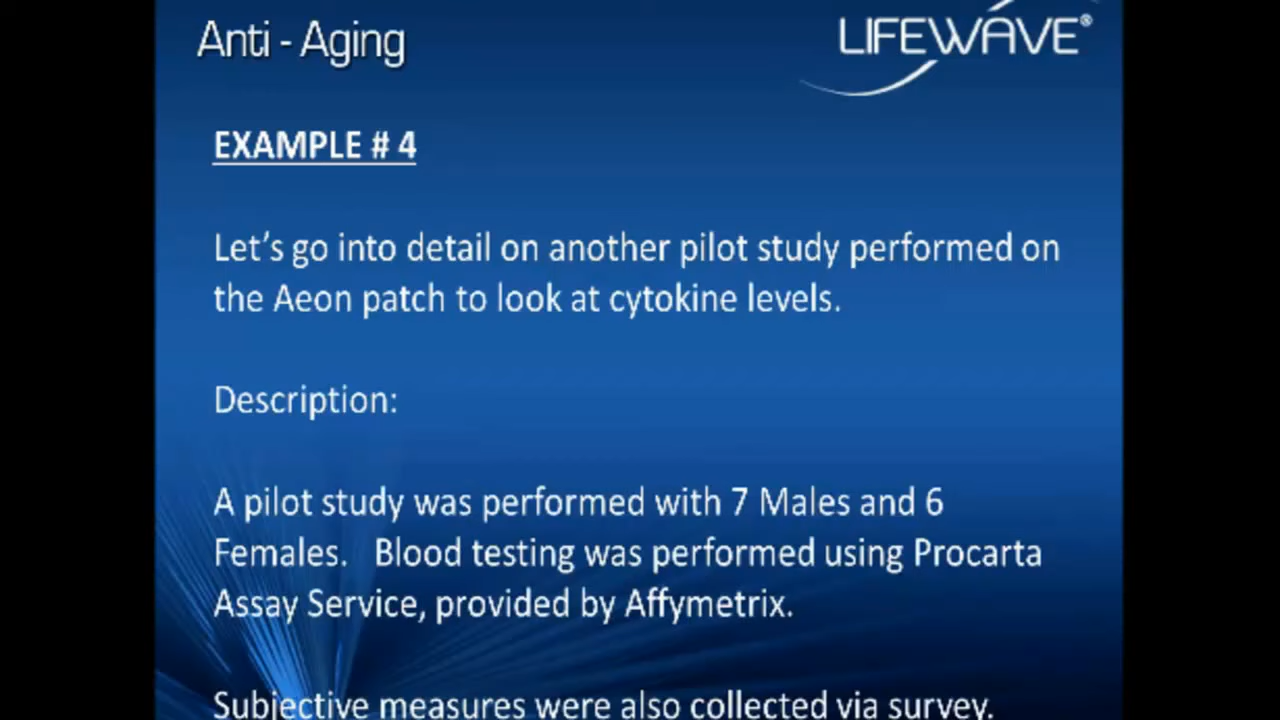 Anti - Aging
LIFEWAVE®
EXAMPLE # 4
Let's go into detail on another pilot study performed on
the Aeon patch to look at cytokine levels.
Description:
A pilot study was performed with 7 Males and 6
Females.   Blood testing was performed using Procarta
Assay Service, provided by Affymetrix.
Subjective measures were also collected via survey.